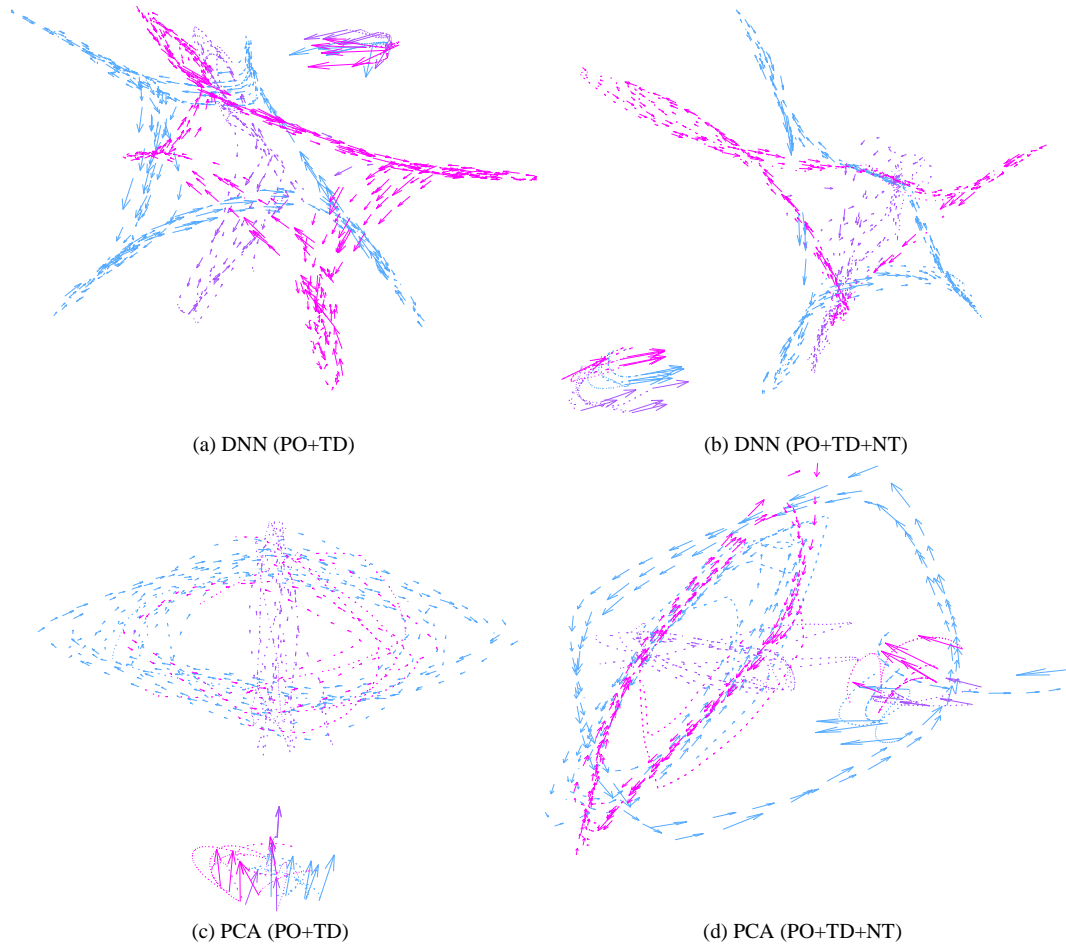 (a) DNN (PO+TD)
(b) DNN (PO+TD+NT)
(c) PCA (PO+TD)
(d) PCA (PO+TD+NT)